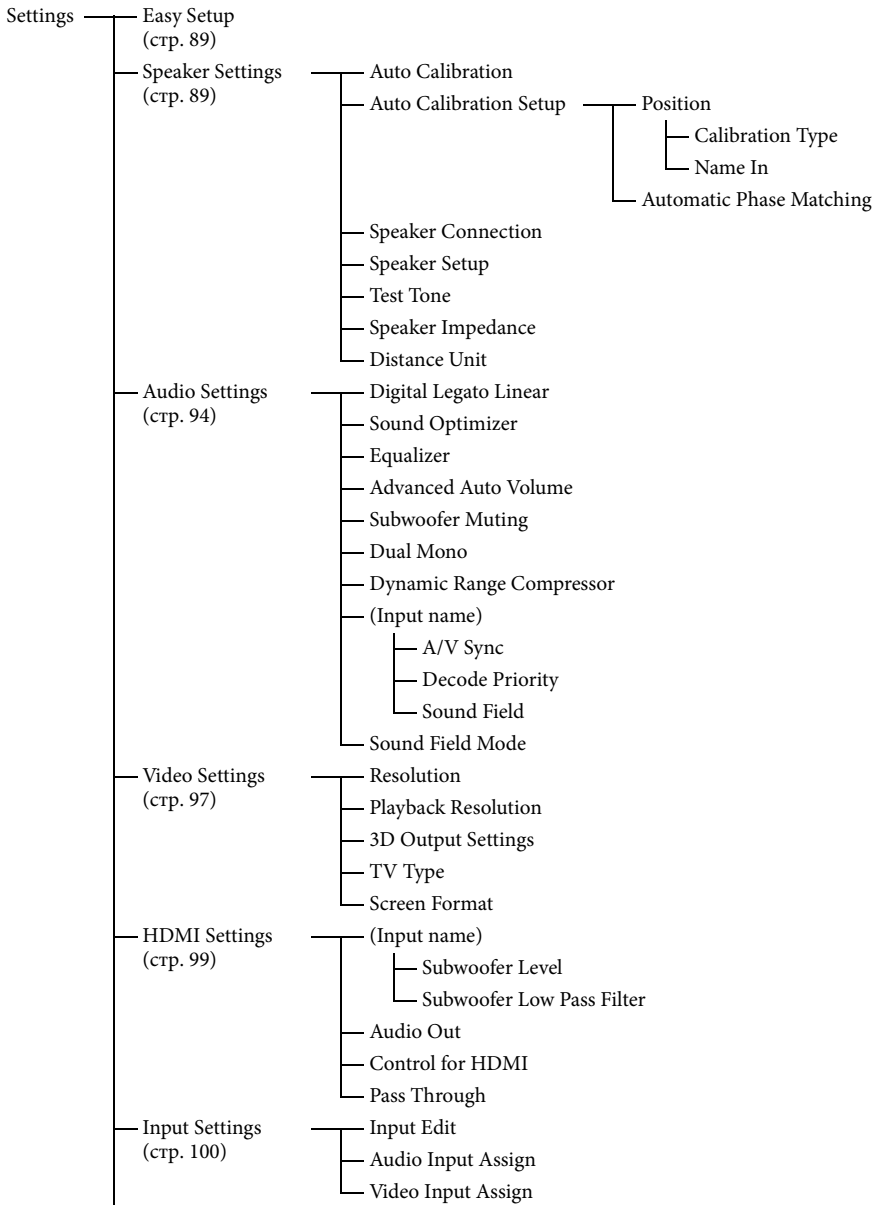 Settings
Easy Setup
(стр. 89)
Speaker Settings
(стр. 89)
Auto Calibration
Auto Calibration Setup
Position
Calibration Type
Name In
Automatic Phase Matching
Speaker Connection
Speaker Setup
Test Tone
Speaker Impedance
Distance Unit
Audio Settings
(стр. 94)
Digital Legato Linear
Sound Optimizer
Equalizer
Advanced Auto Volume
Subwoofer Muting
Dual Mono
Dynamic Range Compressor
(Input name)
A/V Sync
Decode Priority
Sound Field
Sound Field Mode
Video Settings
(стр. 97)
Resolution
Playback Resolution
3D Output Settings
TV Type
Screen Format
HDMI Settings
(стр. 99)
(Input name)
Subwoofer Level
Subwoofer Low Pass Filter
Audio Out
Control for HDMI
Pass Through
Input Settings
(стр. 100)
Input Edit
Audio Input Assign
Video Input Assign